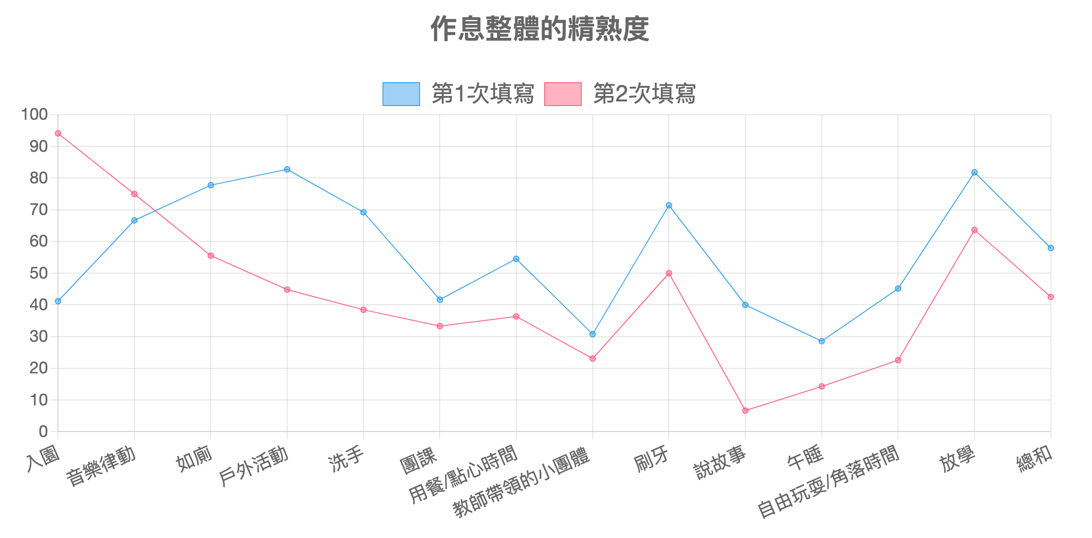 作息整體的精熟度
第1次填寫 第2次填寫
100
90
80
70
60
50
40
30
20
10
0
入園
音樂律動
如廁
戶外活動
洗手
團課
用餐/點心時間
教師帶領的小團體
刷牙
說故事
午睡
自由玩耍/角落時間
放學
總和